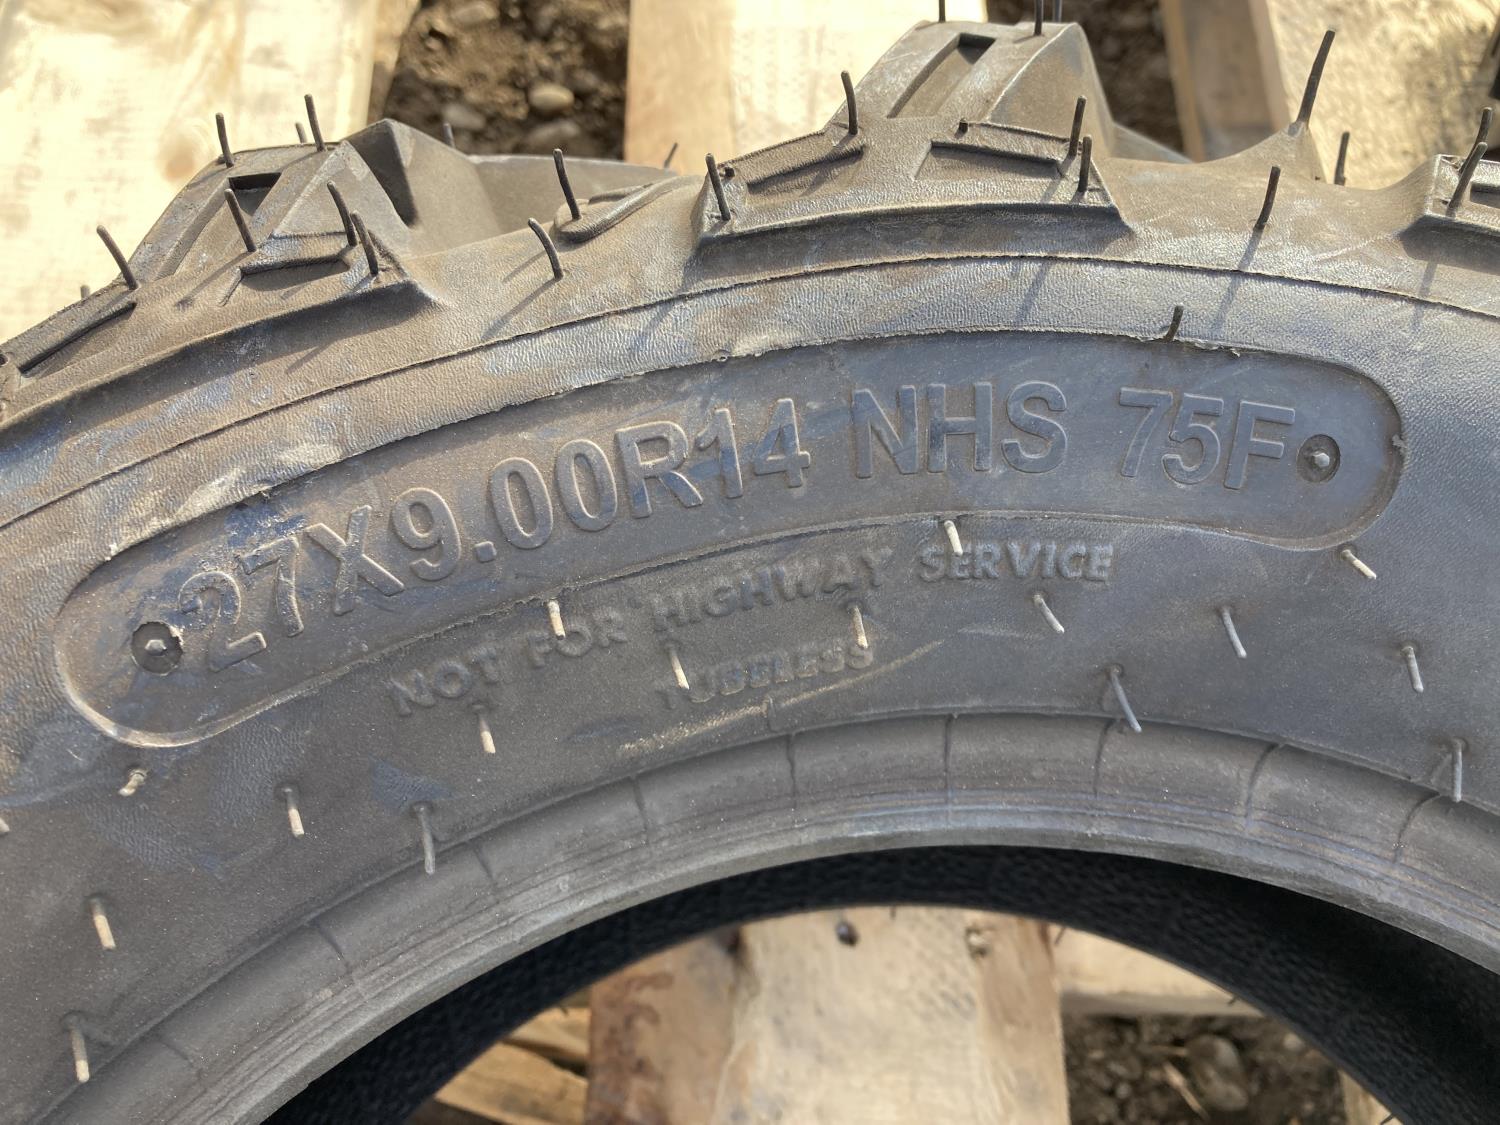 27X9.00R14 NHS 75F
NOT FOR HIGHWAY SERVICE
TUBELESS